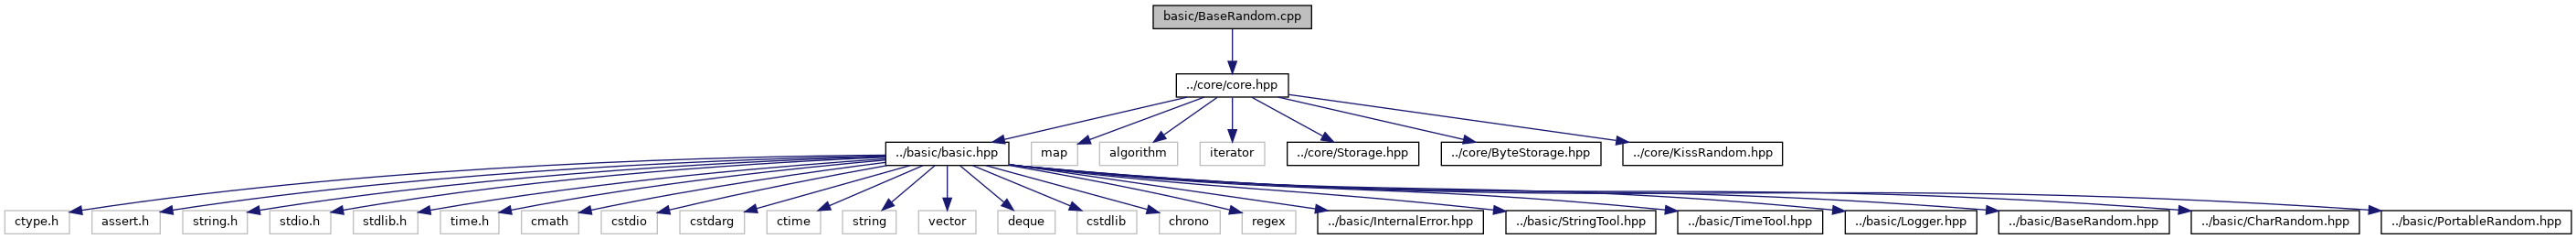 basic/BaseRandom.cpp
../core/core.hpp
../basic/basic.hpp
map
algorithm
iterator
../core/Storage.hpp
../core/ByteStorage.hpp
../core/KissRandom.hpp
ctype.h
assert.h
string.h
stdio.h
stdlib.h
time.h
cmath
cstdio
cstdarg
ctime
string
vector
deque
cstdlib
chrono
regex
../basic/InternalError.hpp
../basic/StringTool.hpp
../basic/TimeTool.hpp
../basic/Logger.hpp
../basic/BaseRandom.hpp
../basic/CharRandom.hpp
../basic/PortableRandom.hpp